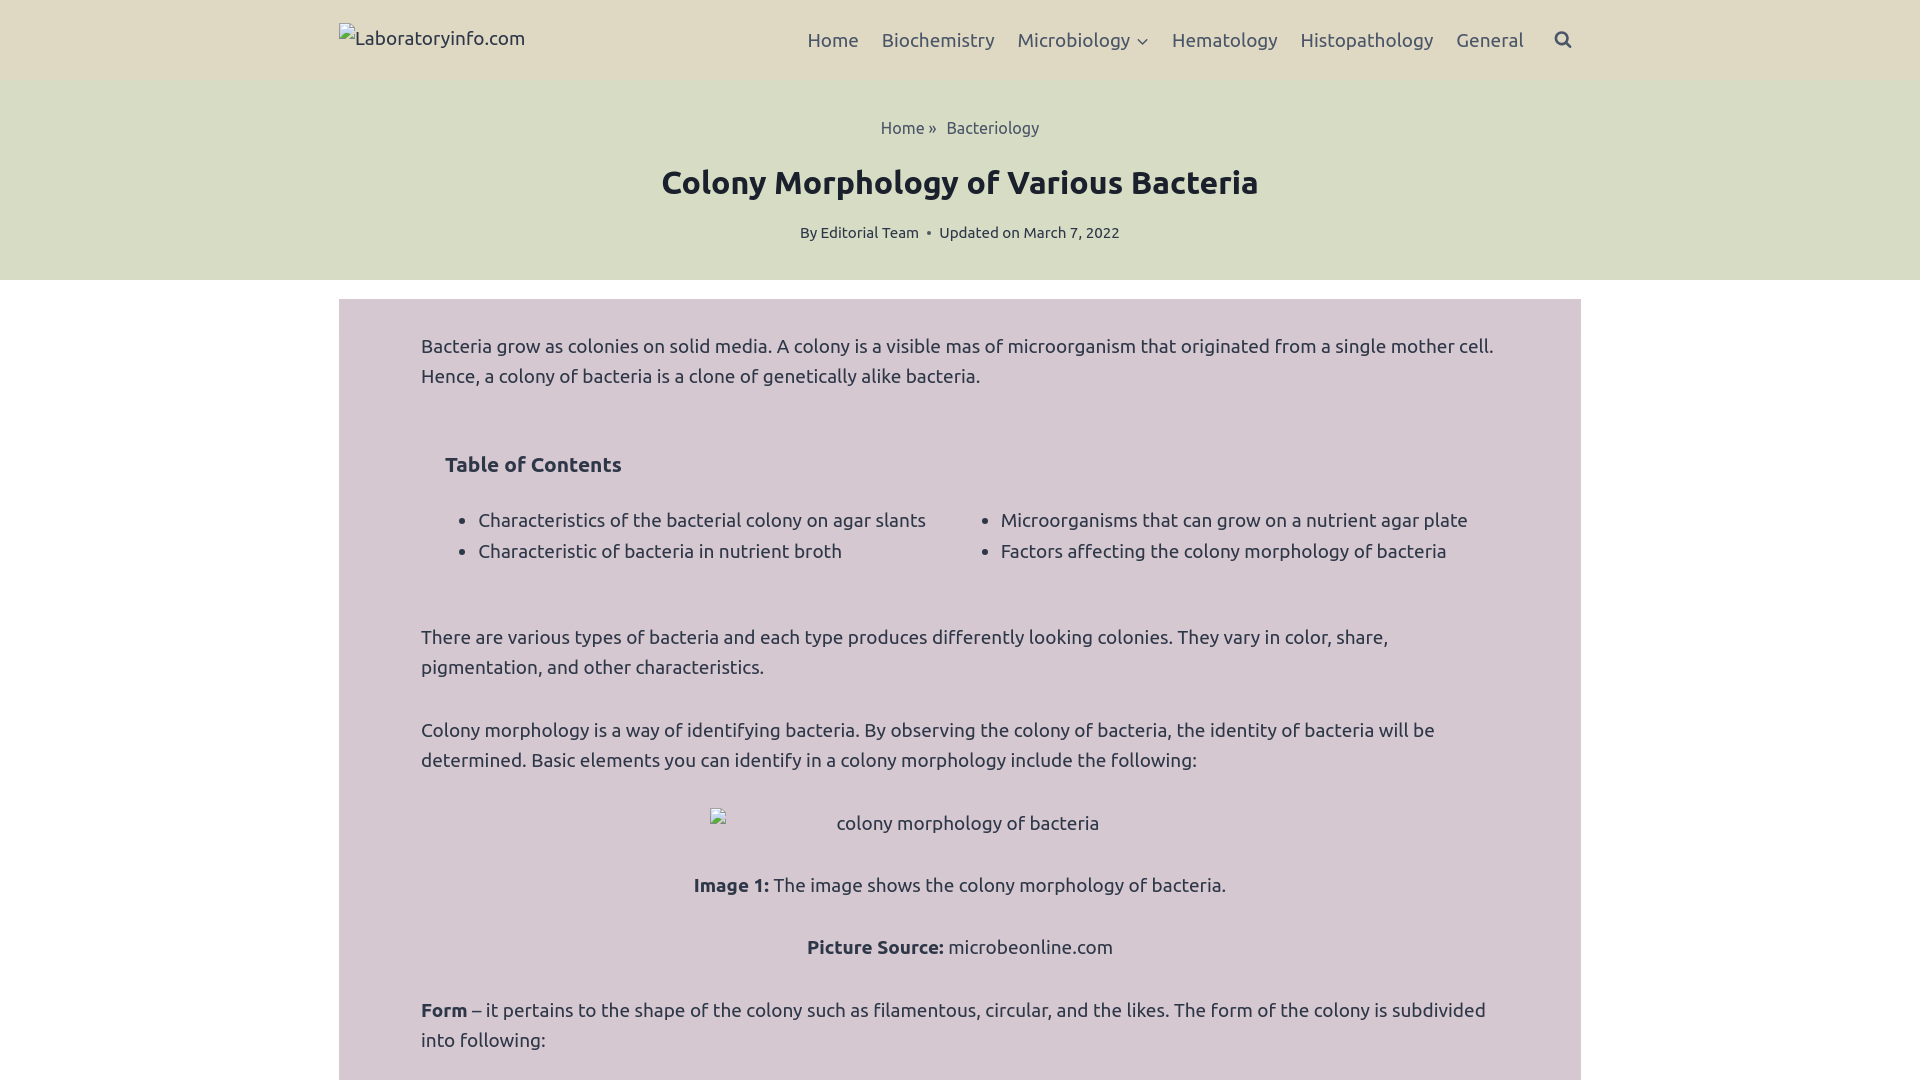 Laboratoryinfo.com
Home Biochemistry Microbiology Hematology Histopathology General
Home » Bacteriology
Colony Morphology of Various Bacteria
By Editorial Team • Updated on March 7, 2022
Bacteria grow as colonies on solid media. A colony is a visible mas of microorganism that originated from a single mother cell.
Hence, a colony of bacteria is a clone of genetically alike bacteria.
Table of Contents
• Characteristics of the bacterial colony on agar slants
• Characteristic of bacteria in nutrient broth
• Microorganisms that can grow on a nutrient agar plate
• Factors affecting the colony morphology of bacteria
There are various types of bacteria and each type produces differently looking colonies. They vary in color, share,
pigmentation, and other characteristics.
Colony morphology is a way of identifying bacteria. By observing the colony of bacteria, the identity of bacteria will be
determined. Basic elements you can identify in a colony morphology include the following:
colony morphology of bacteria
Image 1: The image shows the colony morphology of bacteria.
Picture Source: microbeonline.com
Form – it pertains to the shape of the colony such as filamentous, circular, and the likes. The form of the colony is subdivided
into following: